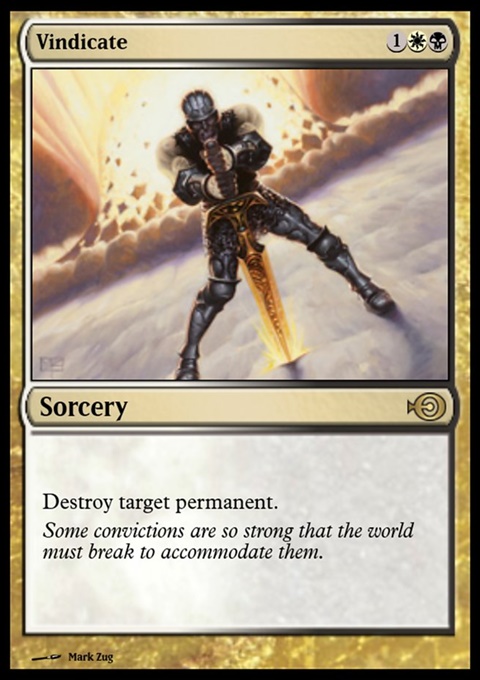 Vindicate 1
Sorcery
Destroy target permanent.
Some convictions are so strong that the world
must break to accommodate them.
Mark Zug